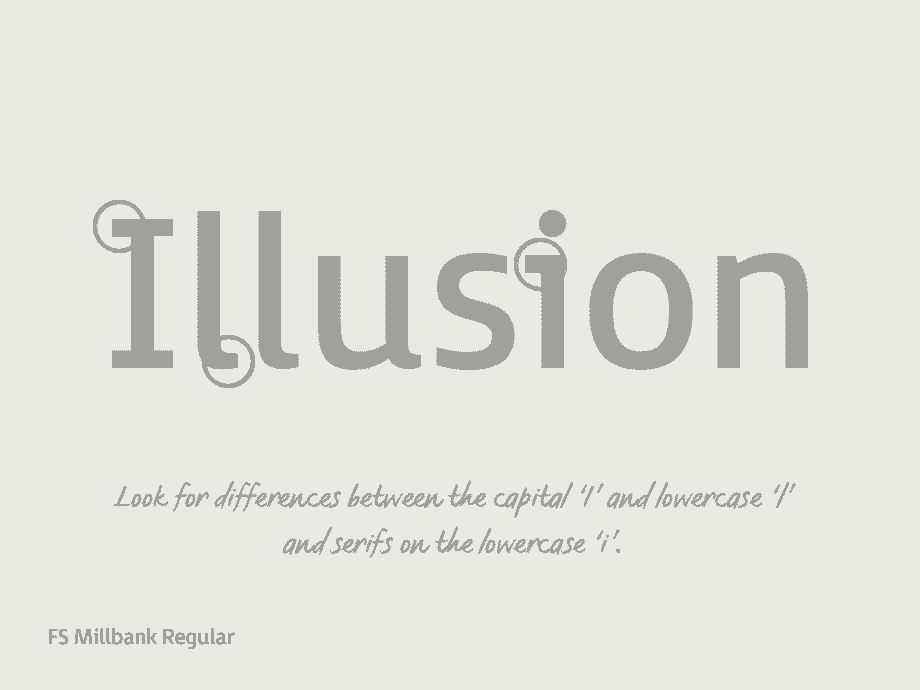 Illusion
Look for differences between the capital ‘I’ and lowercase ‘l’
and serifs on the lowercase ‘i’.
FS Millbank Regular